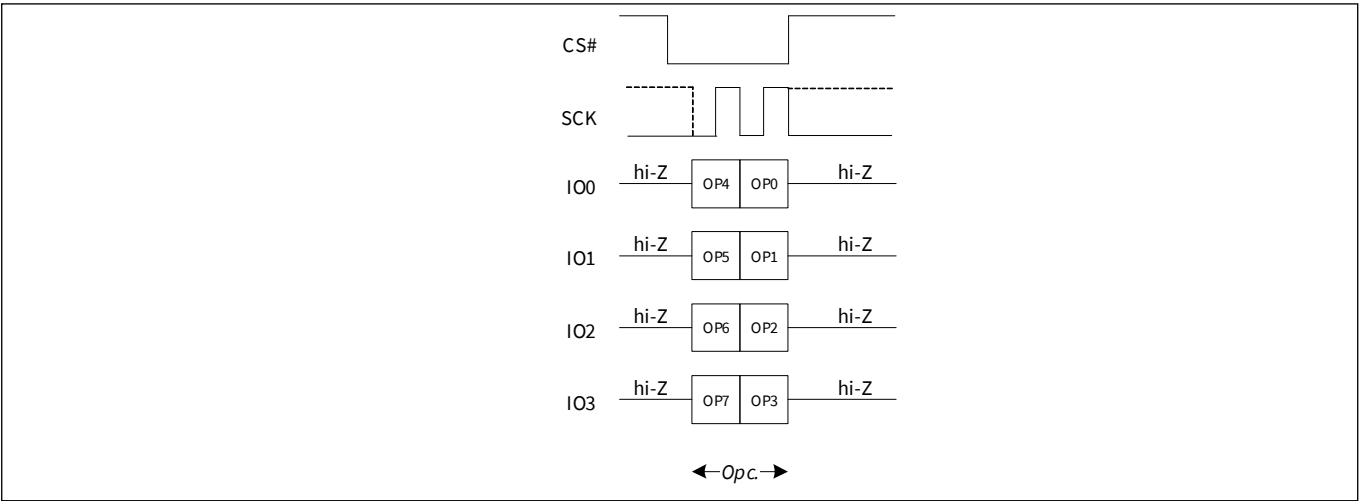 CS#
SCK
IO0 hi-Z OP4 OP0 hi-Z
IO1 hi-Z OP5 OP1 hi-Z
IO2 hi-Z OP6 OP2 hi-Z
IO3 hi-Z OP7 OP3 hi-Z
Opc.